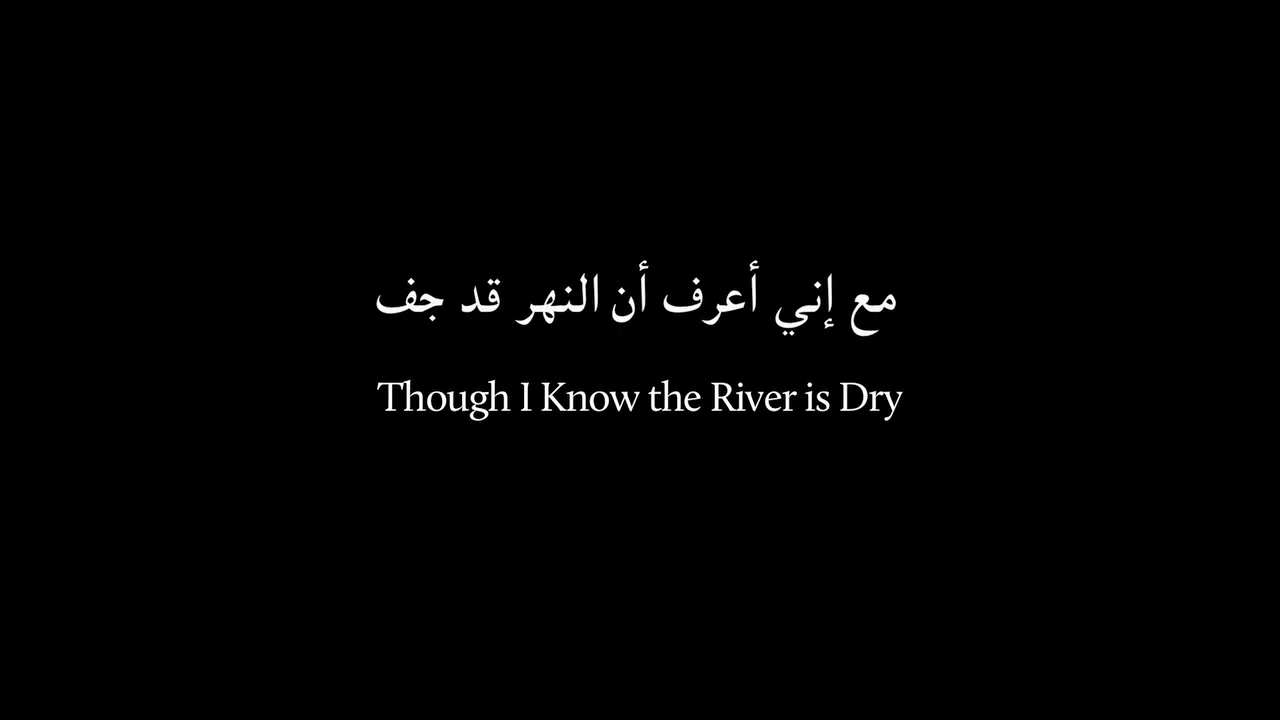 مع إني أعرف أن النهر قد جف
Though I Know the River is Dry